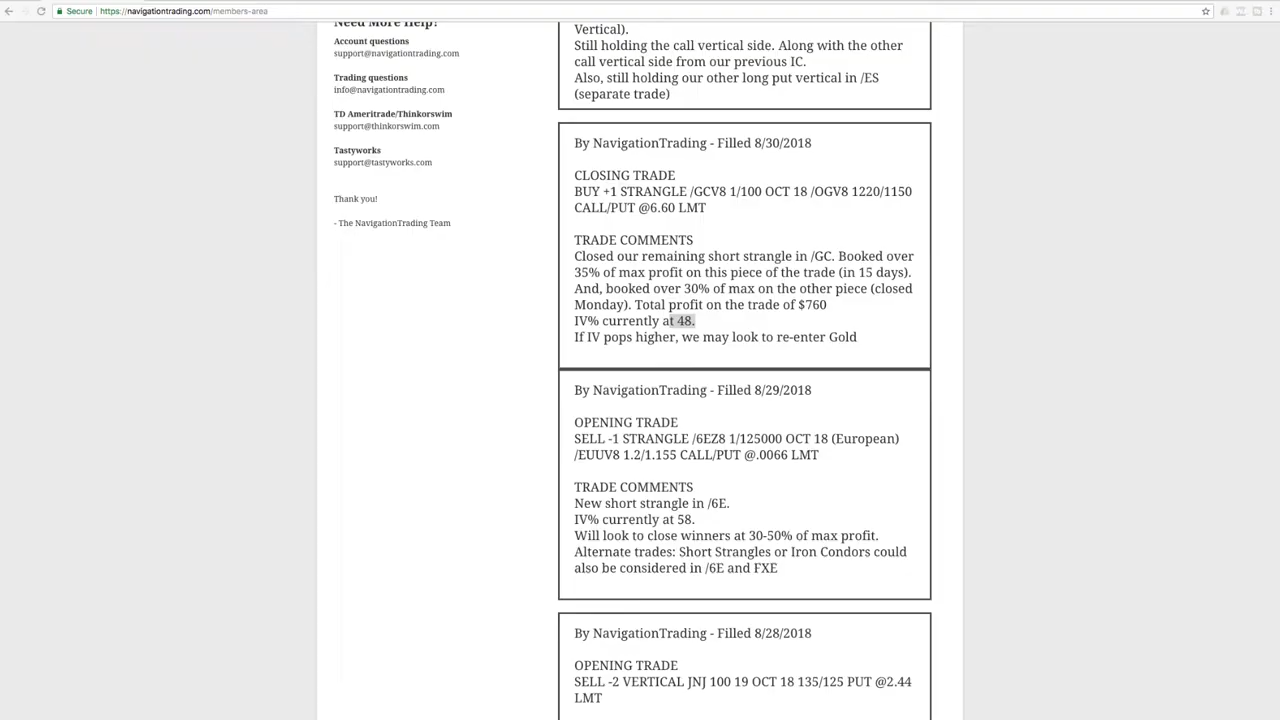 Secure
https://navigationtrading.com/members-area
Need More Help?
Account questions
support@navigationtrading.com
Trading questions
info@navigationtrading.com
TD Ameritrade/Thinkorswim
support@thinkorswim.com
Tastyworks
support@tastyworks.com
Thank you!
- The NavigationTrading Team
Vertical).
Still holding the call vertical side. Along with the other
call vertical side from our previous IC.
Also, still holding our other long put vertical in /ES
(separate trade)
By NavigationTrading - Filled 8/30/2018
CLOSING TRADE
BUY +1 STRANGLE /GCV8 1/100 OCT 18 /OGV8 1220/1150
CALL/PUT @6.60 LMT
TRADE COMMENTS
Closed our remaining short strangle in /GC. Booked over
35% of max profit on this piece of the trade (in 15 days).
And, booked over 30% of max on the other piece (closed
Monday). Total profit on the trade of $760
IV% currently at 48.
If IV pops higher, we may look to re-enter Gold
By NavigationTrading - Filled 8/29/2018
OPENING TRADE
SELL -1 STRANGLE /6EZ8 1/125000 OCT 18 (European)
/EUUV8 1.2/1.155 CALL/PUT @.0066 LMT
TRADE COMMENTS
New short strangle in /6E.
IV% currently at 58.
Will look to close winners at 30-50% of max profit.
Alternate trades: Short Strangles or Iron Condors could
also be considered in /6E and FXE
By NavigationTrading - Filled 8/28/2018
OPENING TRADE
SELL -2 VERTICAL JNJ 100 19 OCT 18 135/125 PUT @2.44
LMT